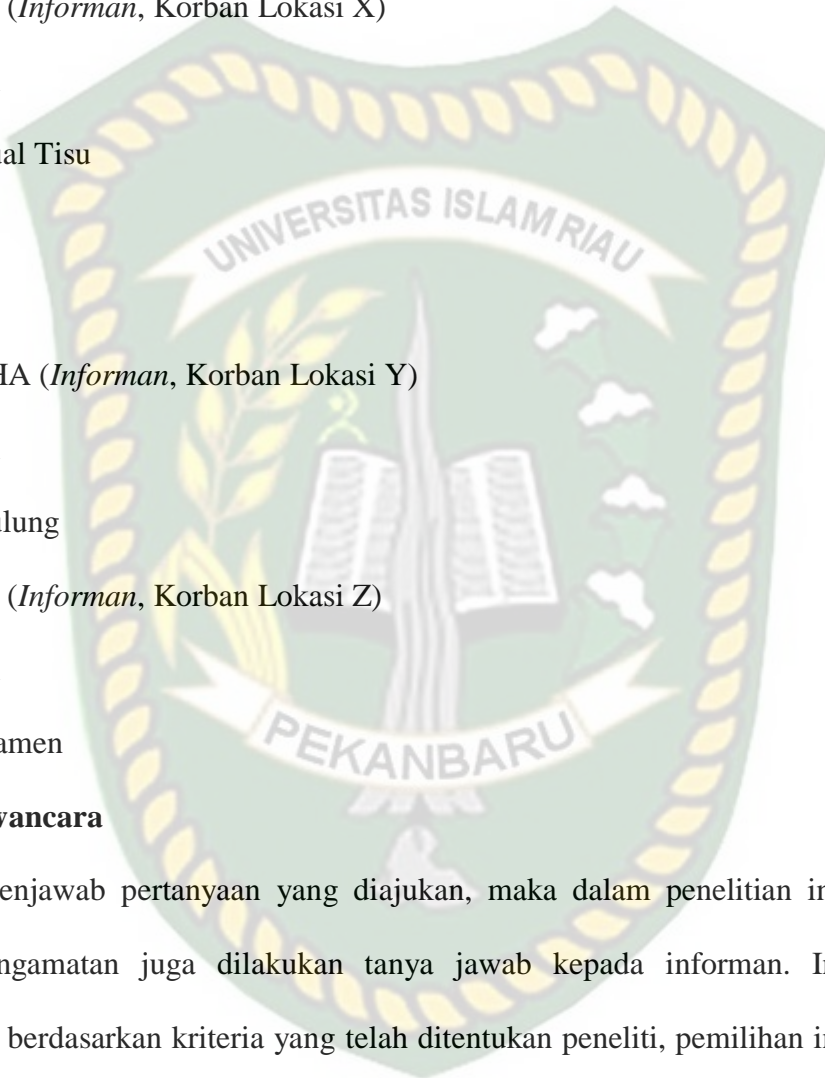 (Informan, Korban Lokasi X)
ual Tisu
UNIVERSITAS ISLAM RIAU
HA (Informan, Korban Lokasi Y)
ulung
(Informan, Korban Lokasi Z)
amen
PEKANBARU
vancara
enjawab pertanyaan yang diajukan, maka dalam penelitian in
ngamatan juga dilakukan tanya jawab kepada informan. In
berdasarkan kriteria yang telah ditentukan peneliti, pemilihan in